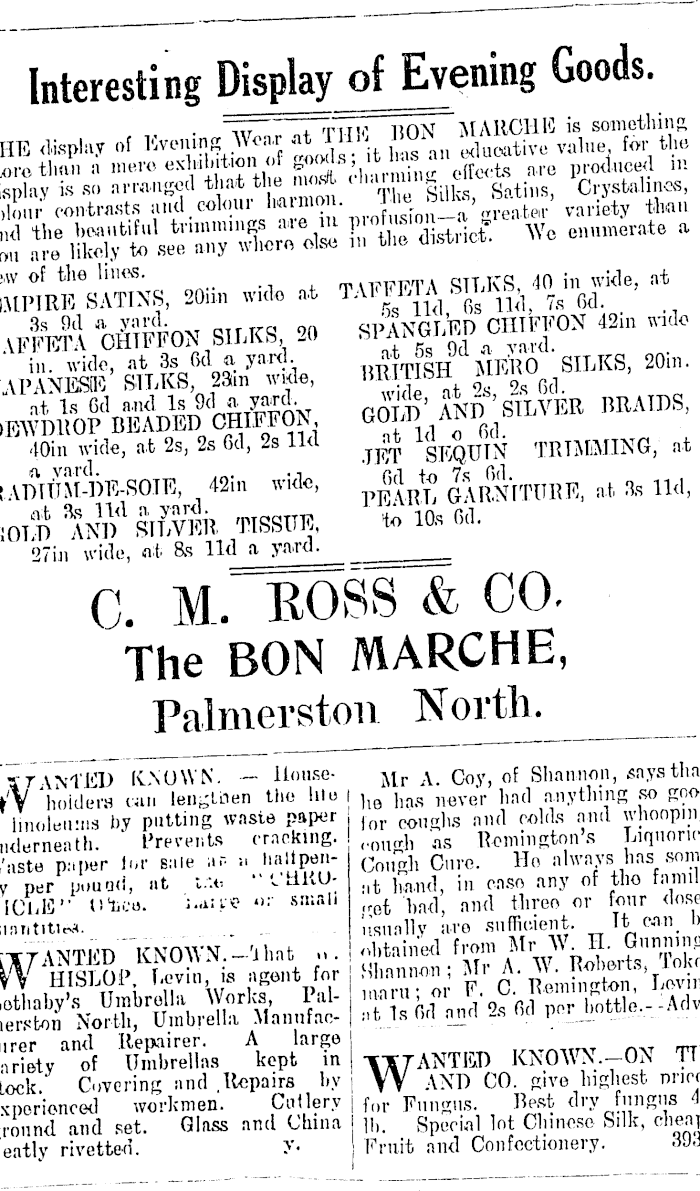 Interesting Display of Evening Goods.
HE display of Evening Wear at THE BON MARCHE is something
ore than a mere exhibition of goods; it has an educative value, for the
isplay is so arranged that the most charming effects are produced in
olour contrasts and colour harmon. The Silks, Satins, Crystalines,
nd the beautiful trimmings are in profusion—a greater variety than
ou are likely to see any where else in the district. We enumerate a
ew of the lines.
EMPIRE SATINS, 20iin wide at
3s 9d a yard.
AFFETA CHIFFON SILKS, 20
in. wide, at 3s 6d a yard.
APANESE SILKS, 23in wide,
at 1s 6d and 1s 9d a yard.
DEWDROP BEADED CHIFFON,
40in wide, at 2s, 2s 6d, 2s 11d
a yard.
RADIUM-DE-SOIE, 42in wide,
at 3s 11d a yard.
GOLD AND SILVER TISSUE,
27in wide, at 8s 11d a yard.
TAFFETA SILKS, 40 in wide, at
5s 11d, 6s 11d, 7s 6d.
SPANGLED CHIFFON 42in wide
at 5s 9d a yard.
BRITISH MERO SILKS, 20in.
wide, at 2s, 2s 6d.
GOLD AND SILVER BRAIDS,
at 1d o 6d.
JET SEQUIN TRIMMING, at
6d to 7s 6d.
PEARL GARNITURE, at 3s 11d,
to 10s 6d.
C. M. ROSS & CO.
The BON MARCHE,
Palmerston North.
WANTED KNOWN. — House-
holders can lengthen the life
linoleums by putting waste paper
nderneath. Prevents cracking.
aste paper for sale at a halfpen-
y per pound, at the "CHRO-
ICLE" Office. Large or small
uantities.
WANTED KNOWN.—That
HISLOP, Levin, is agent for
othaby's Umbrella Works, Pal-
merston North, Umbrella Manufac-
urer and Repairer. A large
ariety of Umbrellas kept in
tock. Covering and Repairs by
xperienced workmen. Cutlery
ground and set. Glass and China
eatly rivetted. y.
Mr A. Coy, of Shannon, says tha
he has never had anything so goo
for coughs and colds and whoopin
cough as Remington's Liquoric
Cough Cure. He always has som
at hand, in case any of the famil
get bad, and three or four dose
usually are sufficient. It can b
obtained from Mr W. H. Gunning
Shannon; Mr A. W. Roberts, Toko
maru; or F. C. Remington, Levin
at 1s 6d and 2s 6d per bottle.--Adv
WANTED KNOWN.—ON TI
AND CO. give highest price
for Fungus. Best dry fungus 4
lb. Special lot Chinese Silk, cheap
Fruit and Confectionery. 393